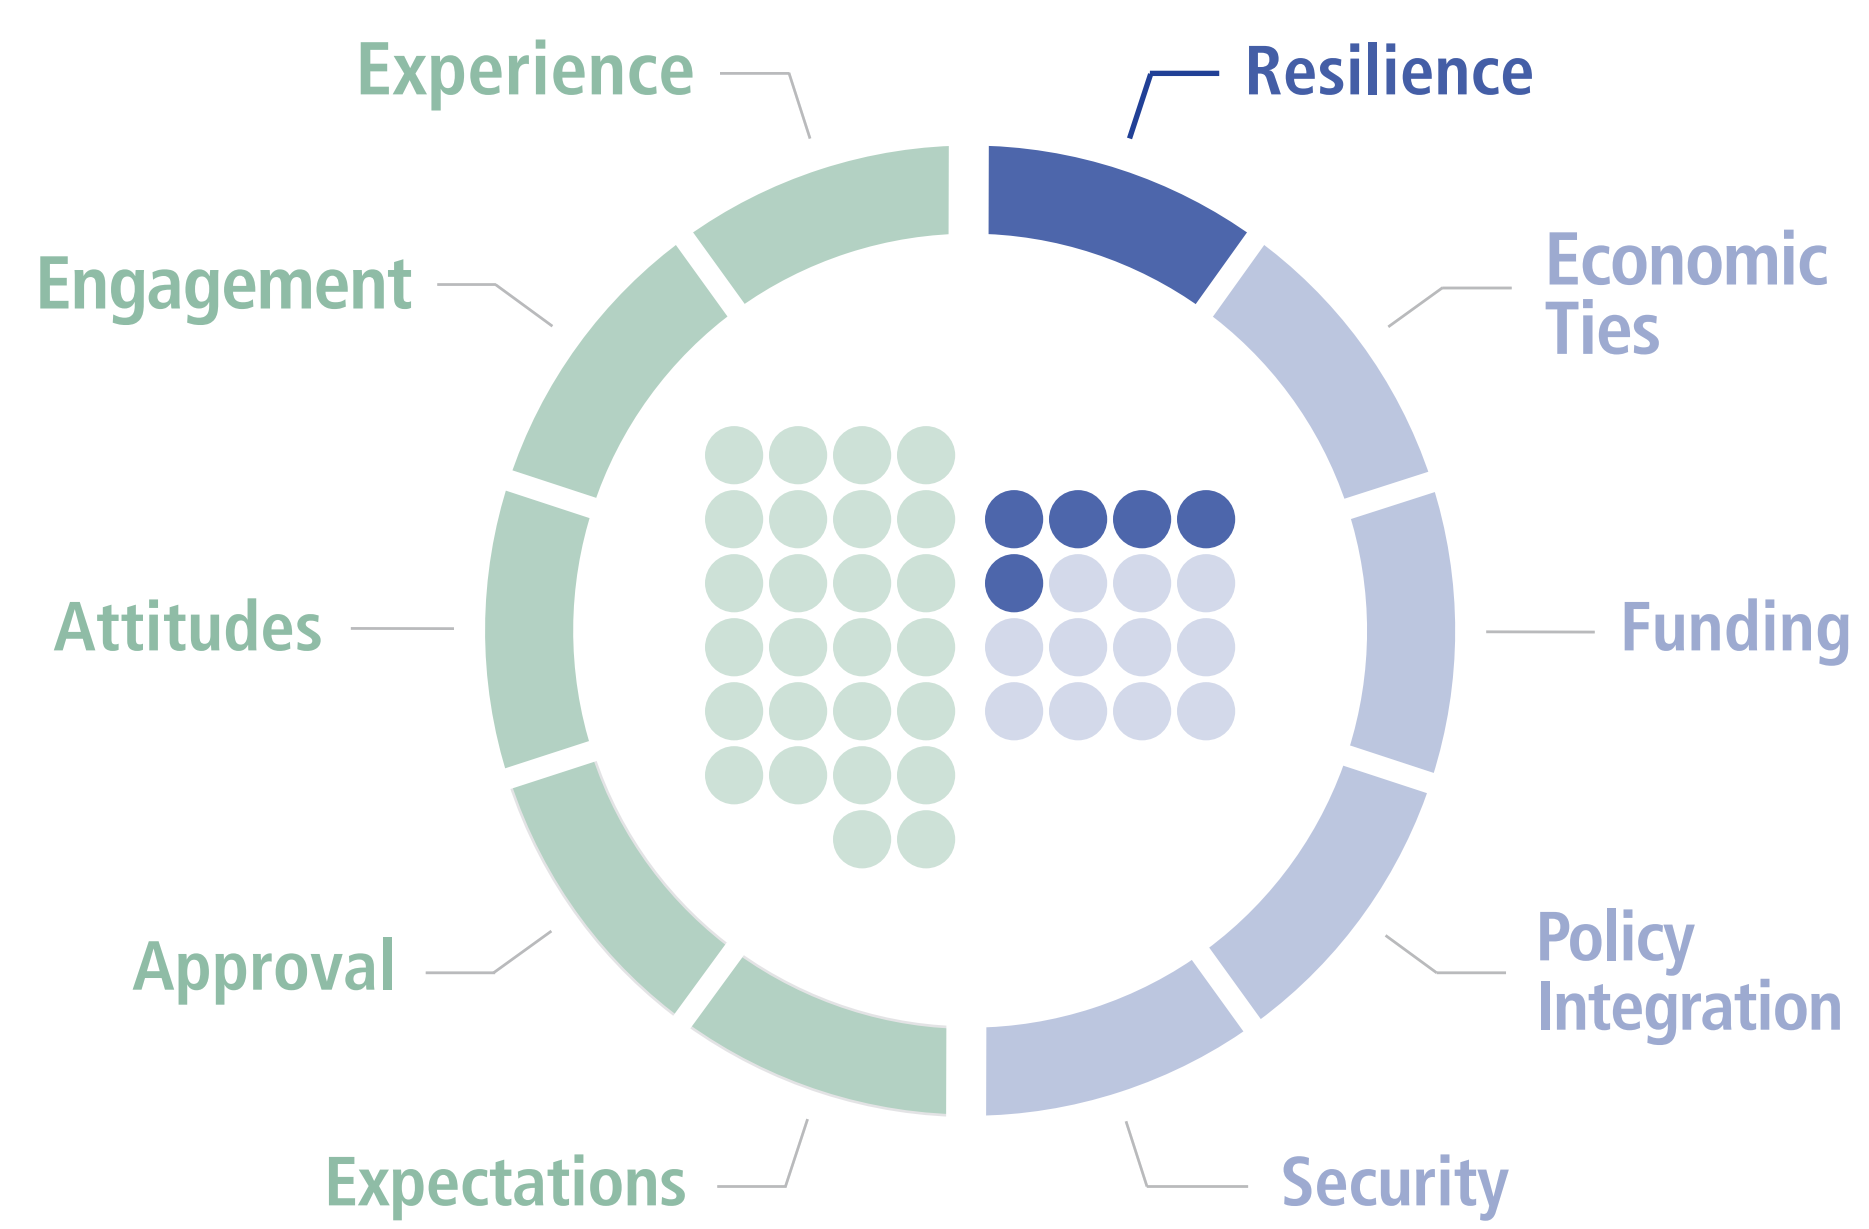 Experience
Resilience
Engagement
Economic
Ties
Attitudes
Funding
Approval
Policy
Integration
Expectations
Security